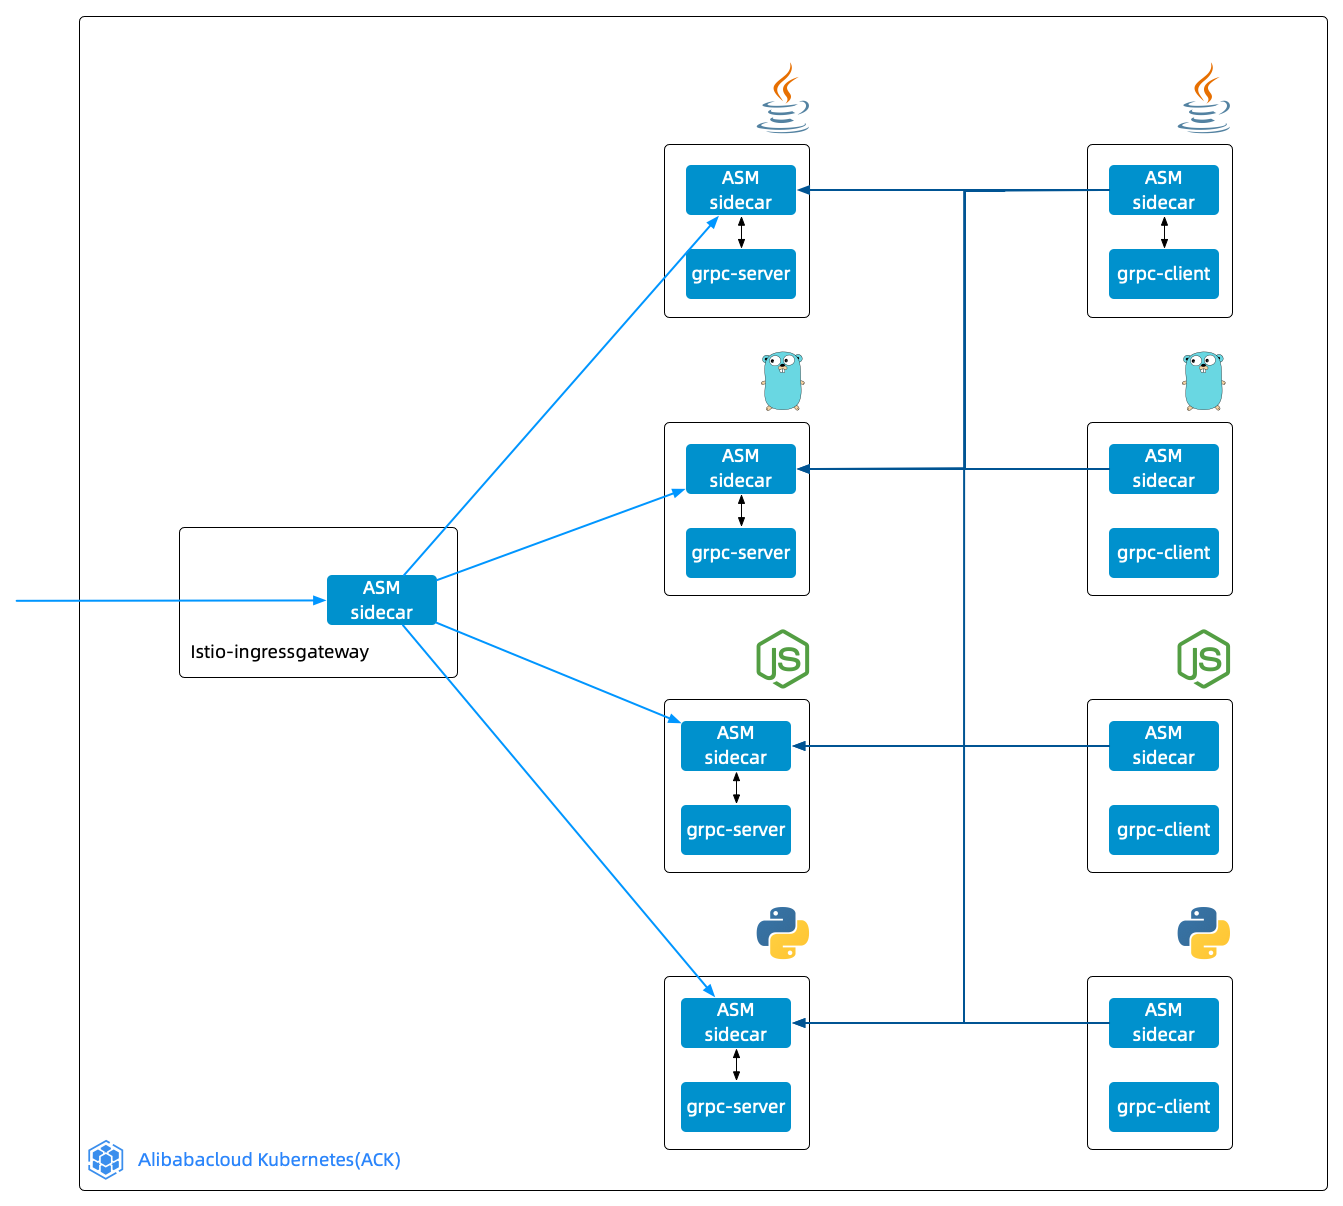 ASM
sidecar
grpc-server
ASM
sidecar
grpc-client
ASM
sidecar
grpc-server
ASM
sidecar
grpc-client
ASM
sidecar
Istio-ingressgateway
JS
JS
ASM
sidecar
grpc-server
ASM
sidecar
grpc-client
ASM
sidecar
grpc-server
ASM
sidecar
grpc-client
Alibabacloud Kubernetes(ACK)